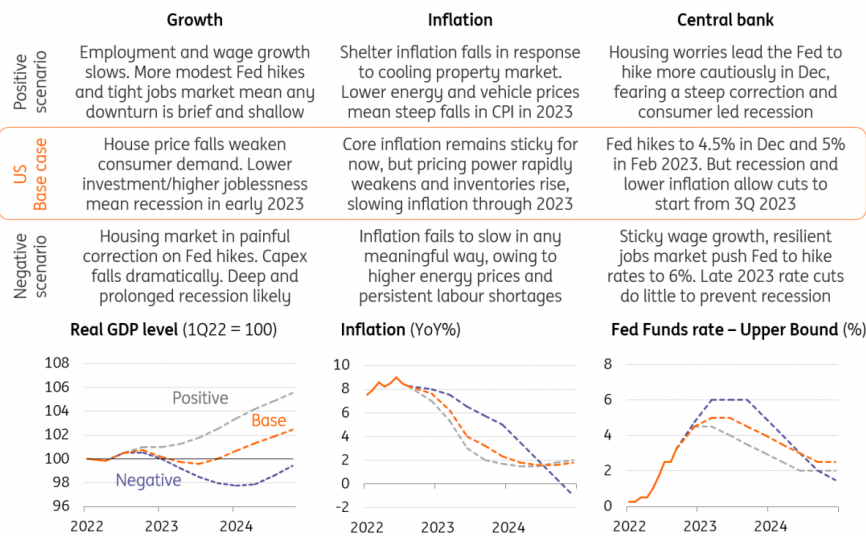 Growth
Inflation
Central bank
Positive
scenario
Employment and wage growth
slows. More modest Fed hikes
and tight jobs market mean any
downturn is brief and shallow
Shelter inflation falls in response
to cooling property market.
Lower energy and vehicle prices
mean steep falls in CPI in 2023
Housing worries lead the Fed to
hike more cautiously in Dec,
fearing a steep correction and
consumer led recession
US
Base case
House price falls weaken
consumer demand. Lower
investment/higher joblessness
mean recession in early 2023
Core inflation remains sticky for
now, but pricing power rapidly
weakens and inventories rise,
slowing inflation through 2023
Fed hikes to 4.5% in Dec and 5%
in Feb 2023. But recession and
lower inflation allow cuts to
start from 3Q 2023
Negative
scenario
Housing market in painful
correction on Fed hikes. Capex
falls dramatically. Deep and
prolonged recession likely
Inflation fails to slow in any
meaningful way, owing to
higher energy prices and
persistent labour shortages
Sticky wage growth, resilient
jobs market push Fed to hike
rates to 6%. Late 2023 rate cuts
do little to prevent recession
Real GDP level (1Q22 = 100)
108
106
104
102
100
98
96
Positive
Base
Negative
2022 2023 2024
Inflation (YoY%)
10
8
6
4
2
0
-2
2022 2023 2024
Fed Funds rate – Upper Bound (%)
8
6
4
2
0
2022 2023 2024